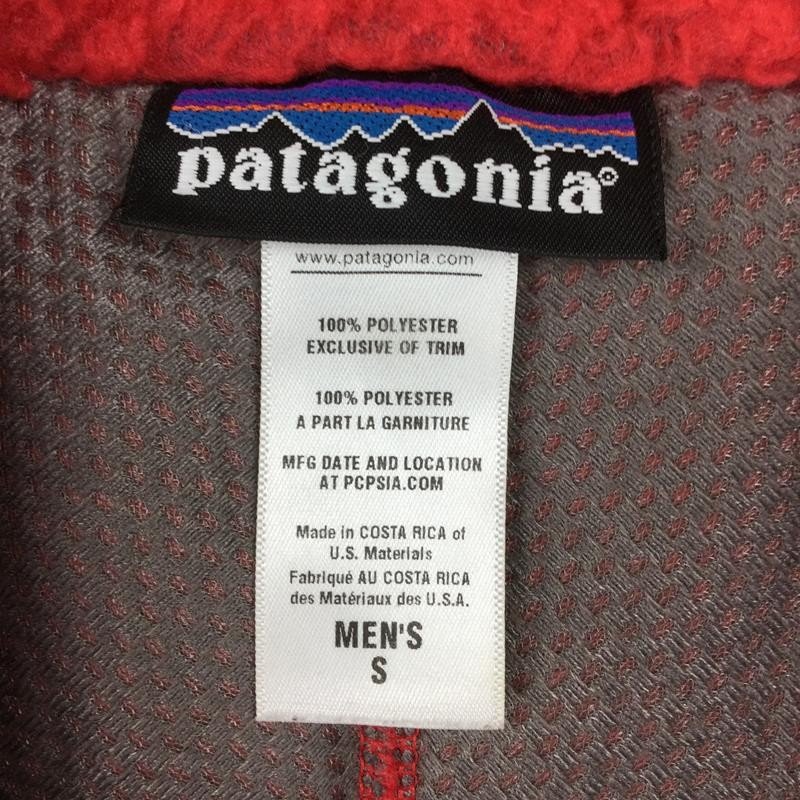 patagonia®
www.patagonia.com
100% POLYESTER
EXCLUSIVE OF TRIM
100% POLYESTER
A PART LA GARNITURE
MFG DATE AND LOCATION
AT PCPSIA.COM
Made in COSTA RICA of
U.S. Materials
Fabriqué AU COSTA RICA
des Matériaux des U.S.A.
MEN'S
S